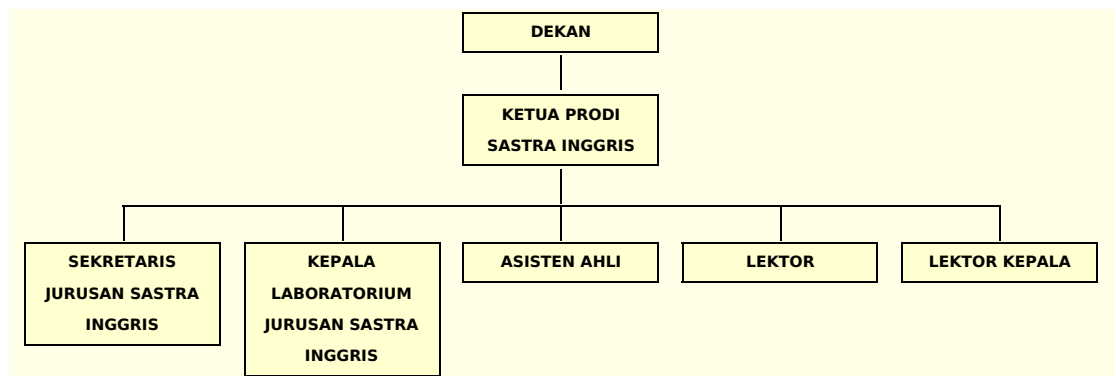 DEKAN
KETUA PRODI
SASTRA INGGRIS
SEKRETARIS
JURUSAN SASTRA
INGGRIS
KEPALA
LABORATORIUM
JURUSAN SASTRA
INGGRIS
ASISTEN AHLI
LEKTOR
LEKTOR KEPALA